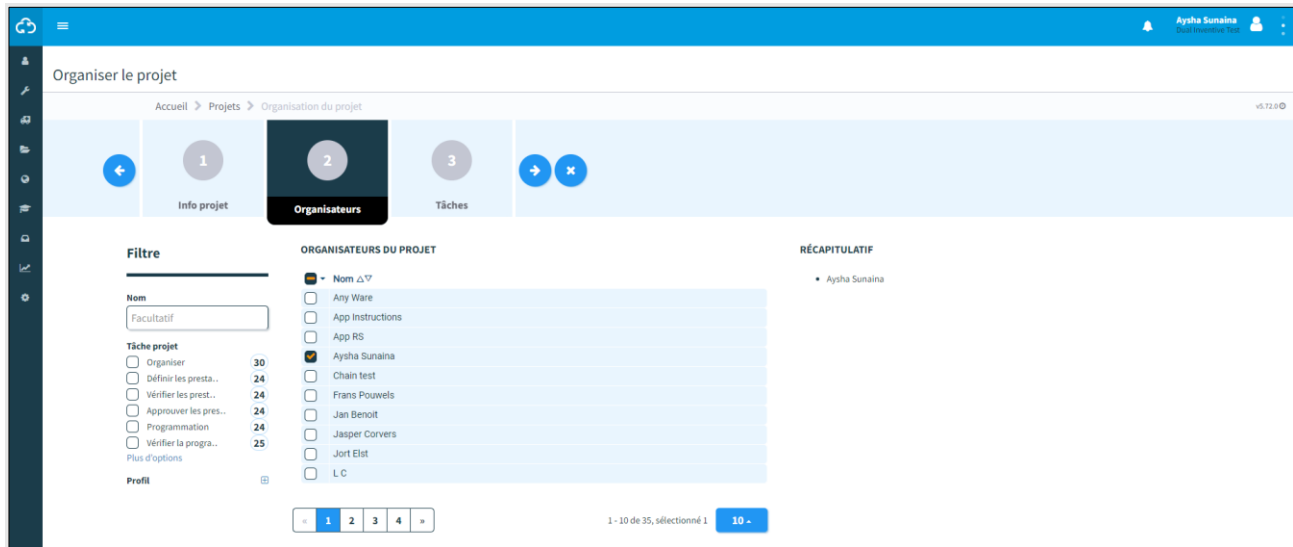 Aysha Sunaina
Dual Inventive Test
Organiser le projet
Accueil Projets Organisation du projet
v5.72.0
1
Info projet
2
Organisateurs
3
Tâches
Filtre
Nom
Facultatif
Tâche projet
Organiser 30
Définir les presta.. 24
Vérifier les prest.. 24
Approuver les pres.. 24
Programmation 24
Vérifier la progra.. 25
Plus d'options
Profil
ORGANISATEURS DU PROJET
Nom
Any Ware
App Instructions
App RS
Aysha Sunaina
Chain test
Frans Pouwels
Jan Benoit
Jasper Corvers
Jort Elst
L C
« 1 2 3 4 »
1 - 10 de 35, sélectionné 1
10
RÉCAPITULATIF
• Aysha Sunaina